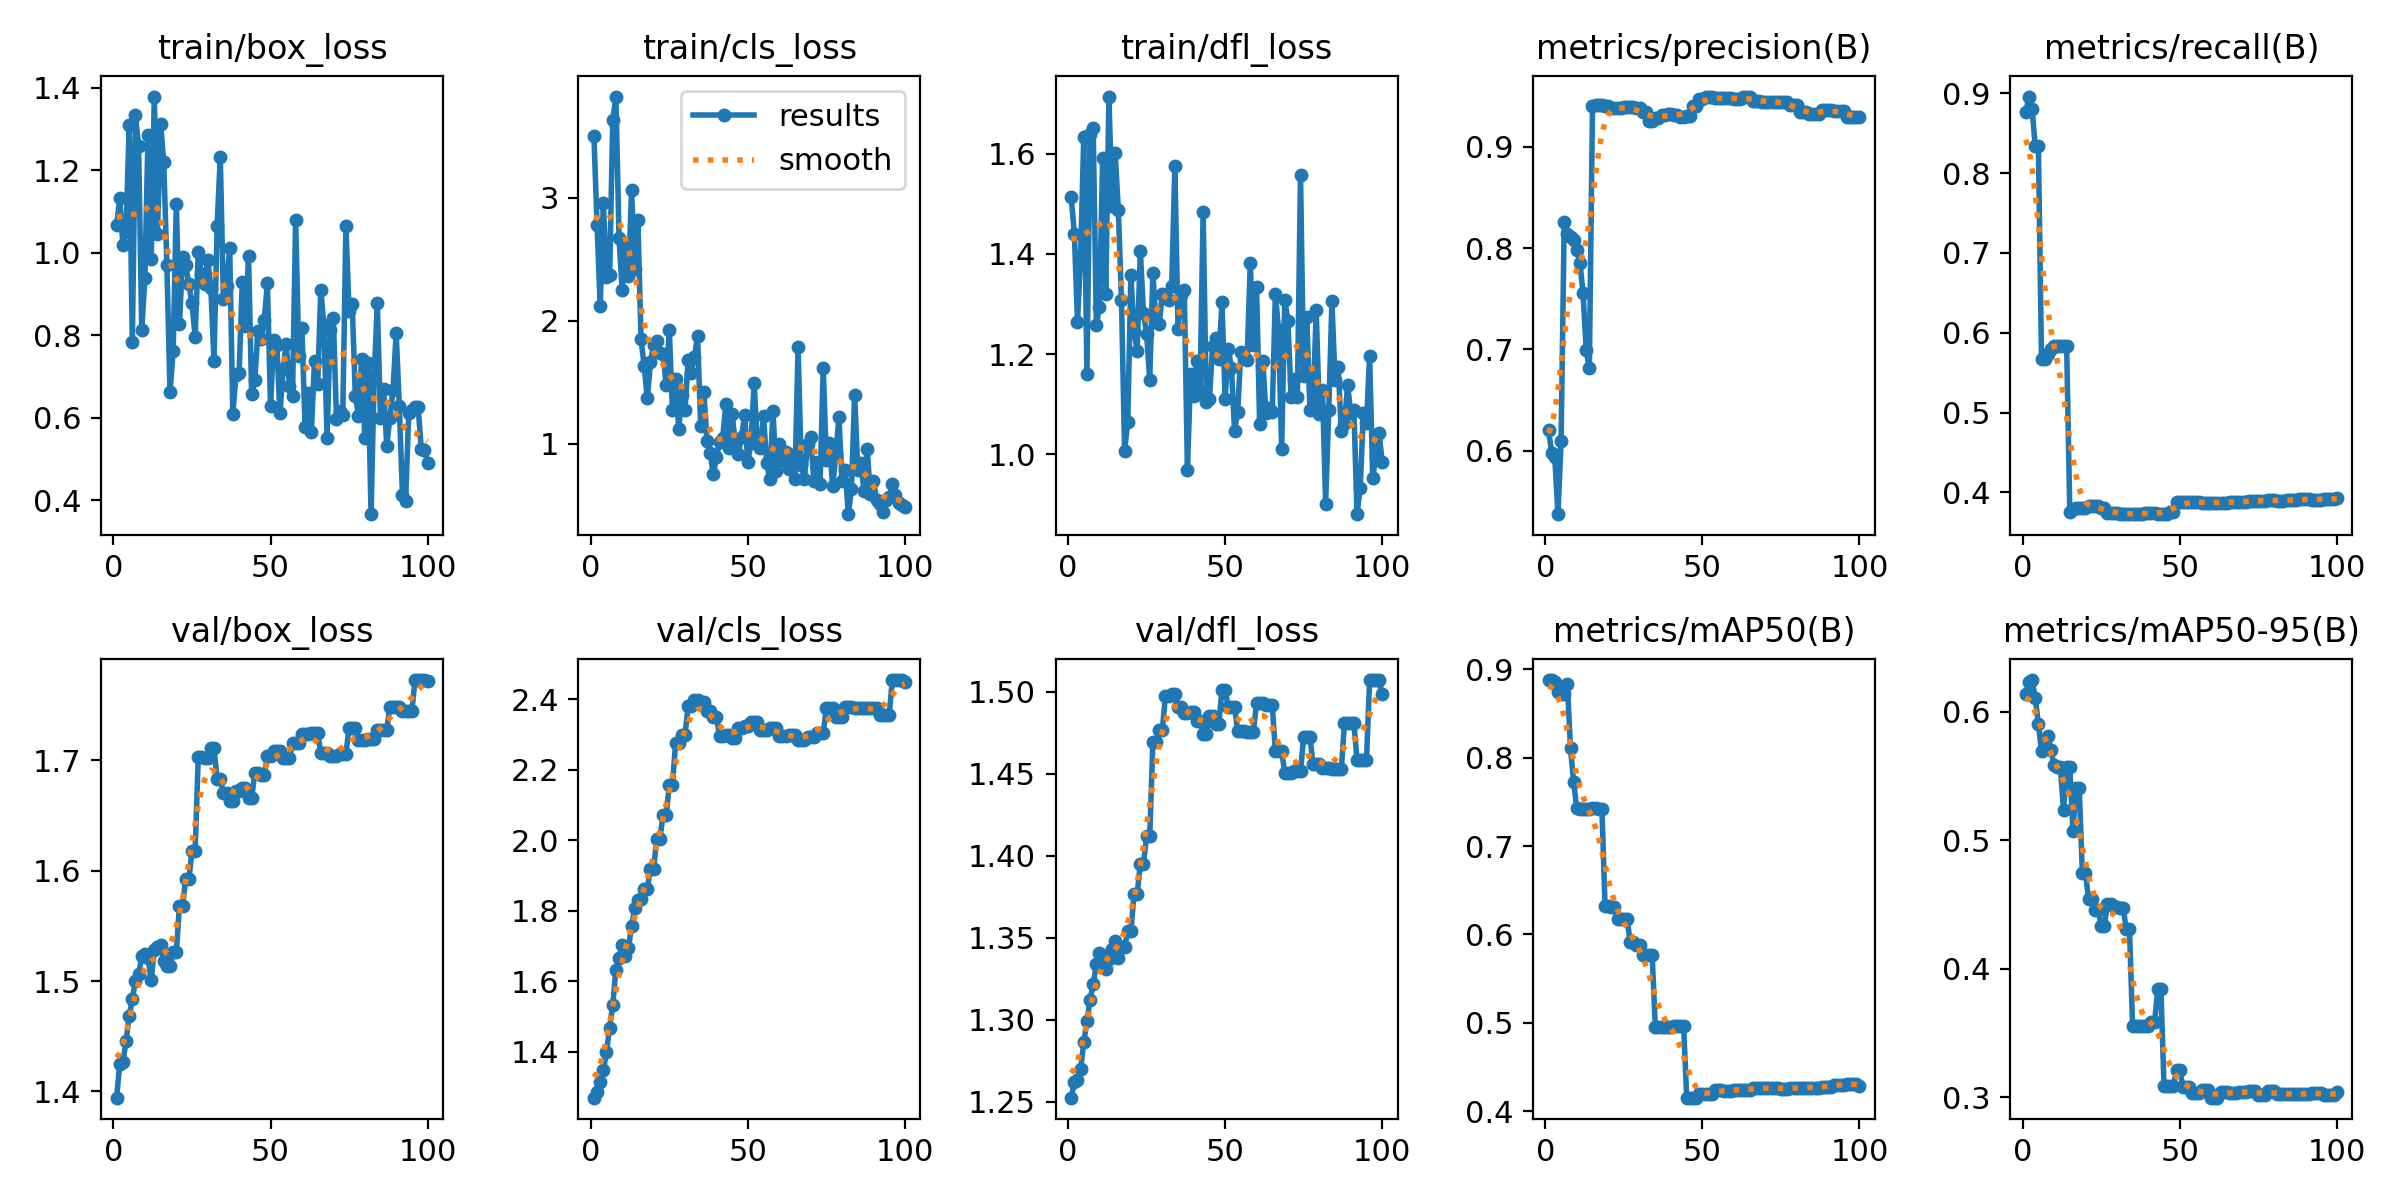 train/box_loss
1.4
1.2
1.0
0.8
0.6
0.4
0 50 100
train/cls_loss
results
smooth
3
2
1
0 50 100
train/dfl_loss
1.6
1.4
1.2
1.0
0 50 100
metrics/precision(B)
0.9
0.8
0.7
0.6
0 50 100
metrics/recall(B)
0.9
0.8
0.7
0.6
0.5
0.4
0 50 100
val/box_loss
1.7
1.6
1.5
1.4
0 50 100
val/cls_loss
2.4
2.2
2.0
1.8
1.6
1.4
0 50 100
val/dfl_loss
1.50
1.45
1.40
1.35
1.30
1.25
0 50 100
metrics/mAP50(B)
0.9
0.8
0.7
0.6
0.5
0.4
0 50 100
metrics/mAP50-95(B)
0.6
0.5
0.4
0.3
0 50 100